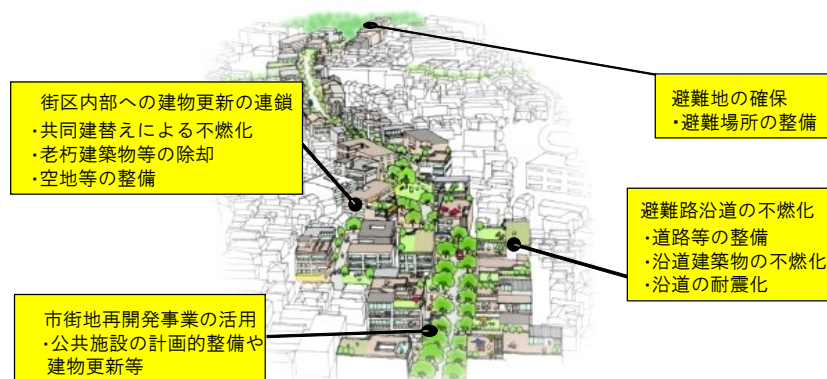 街区内部への建物更新の連鎖
・共同建替えによる不燃化
・老朽建築物等の除却
・空地等の整備
避難地の確保
・避難場所の整備
避難路沿道の不燃化
・道路等の整備
・沿道建築物の不燃化
・沿道の耐震化
市街地再開発事業の活用
・公共施設の計画的整備や
建物更新等